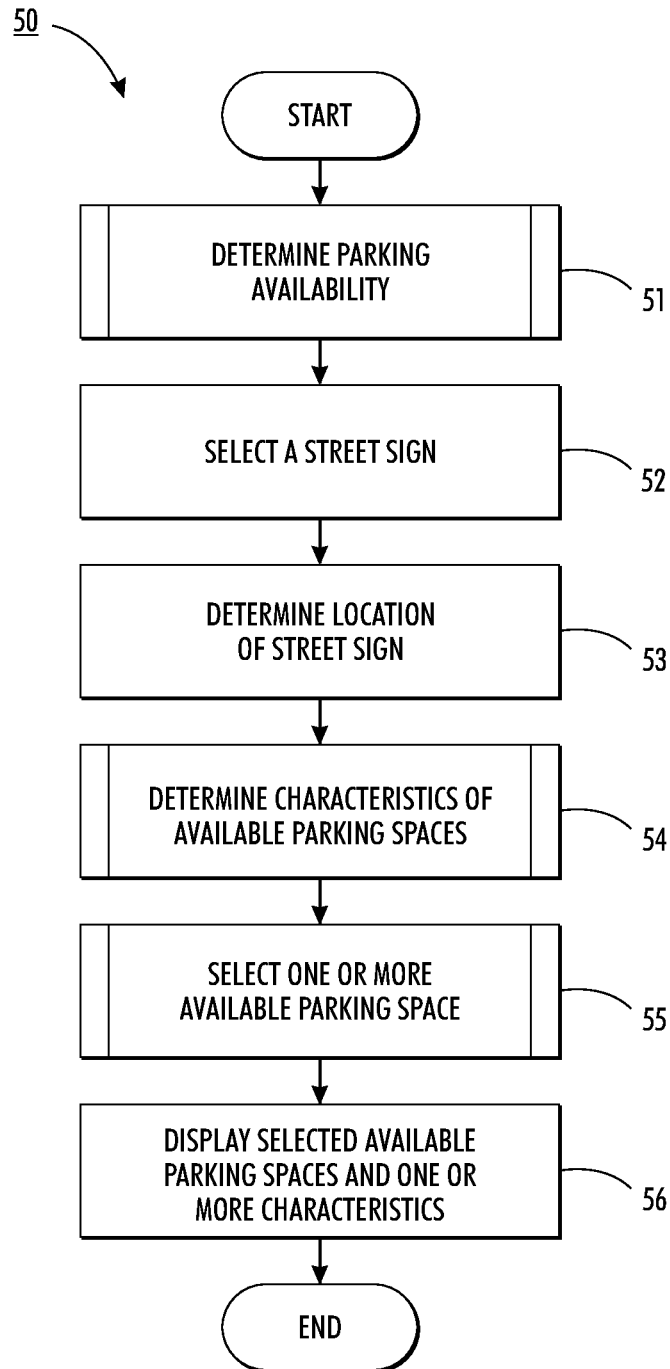 50
START
DETERMINE PARKING
AVAILABILITY
51
SELECT A STREET SIGN
52
DETERMINE LOCATION
OF STREET SIGN
53
DETERMINE CHARACTERISTICS OF
AVAILABLE PARKING SPACES
54
SELECT ONE OR MORE
AVAILABLE PARKING SPACE
55
DISPLAY SELECTED AVAILABLE
PARKING SPACES AND ONE OR
MORE CHARACTERISTICS
56
END